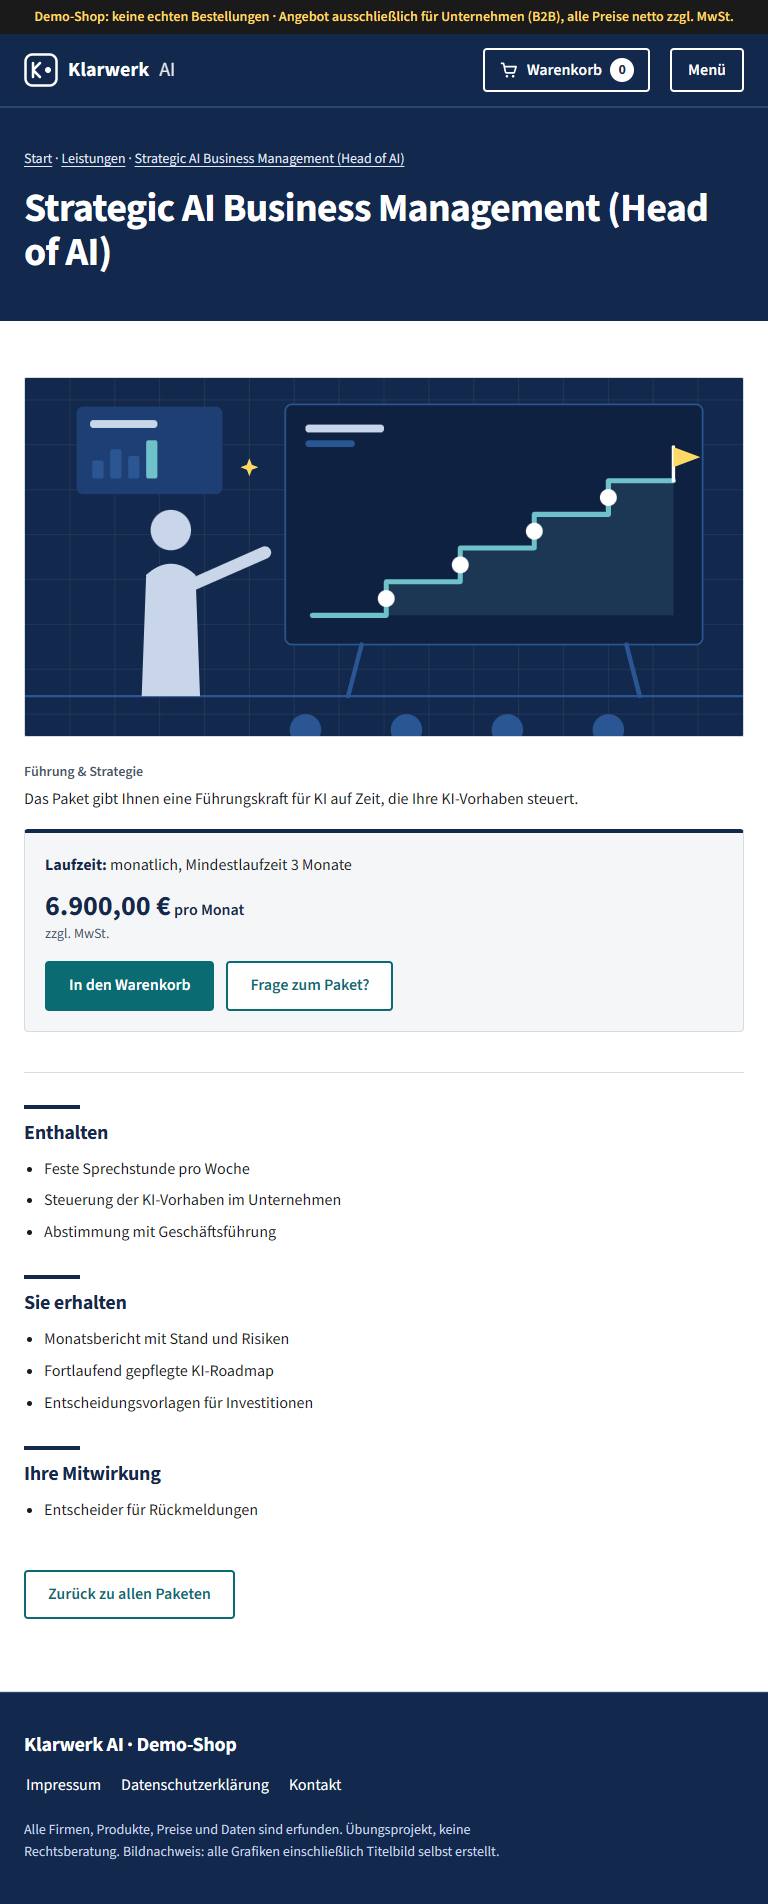 Demo-Shop: keine echten Bestellungen · Angebot ausschließlich für Unternehmen (B2B), alle Preise netto zzgl. MwSt.
K Klarwerk AI
Warenkorb 0
Menü
Start · Leistungen · Strategic AI Business Management (Head of AI)
Strategic AI Business Management (Head
of AI)
Führung & Strategie
Das Paket gibt Ihnen eine Führungskraft für KI auf Zeit, die Ihre KI-Vorhaben steuert.
Laufzeit: monatlich, Mindestlaufzeit 3 Monate
6.900,00 € pro Monat
zzgl. MwSt.
In den Warenkorb
Frage zum Paket?
Enthalten
• Feste Sprechstunde pro Woche
• Steuerung der KI-Vorhaben im Unternehmen
• Abstimmung mit Geschäftsführung
Sie erhalten
• Monatsbericht mit Stand und Risiken
• Fortlaufend gepflegte KI-Roadmap
• Entscheidungsvorlagen für Investitionen
Ihre Mitwirkung
• Entscheider für Rückmeldungen
Zurück zu allen Paketen
Klarwerk AI · Demo-Shop
Impressum Datenschutzerklärung Kontakt
Alle Firmen, Produkte, Preise und Daten sind erfunden. Übungsprojekt, keine
Rechtsberatung. Bildnachweis: alle Grafiken einschließlich Titelbild selbst erstellt.